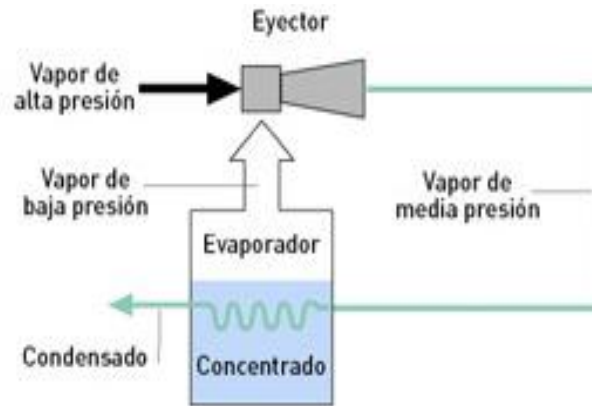 Eyector
Vapor de
alta presión
Vapor de
baja presión
Vapor de
media presión
Evaporador
Condensado
Concentrado